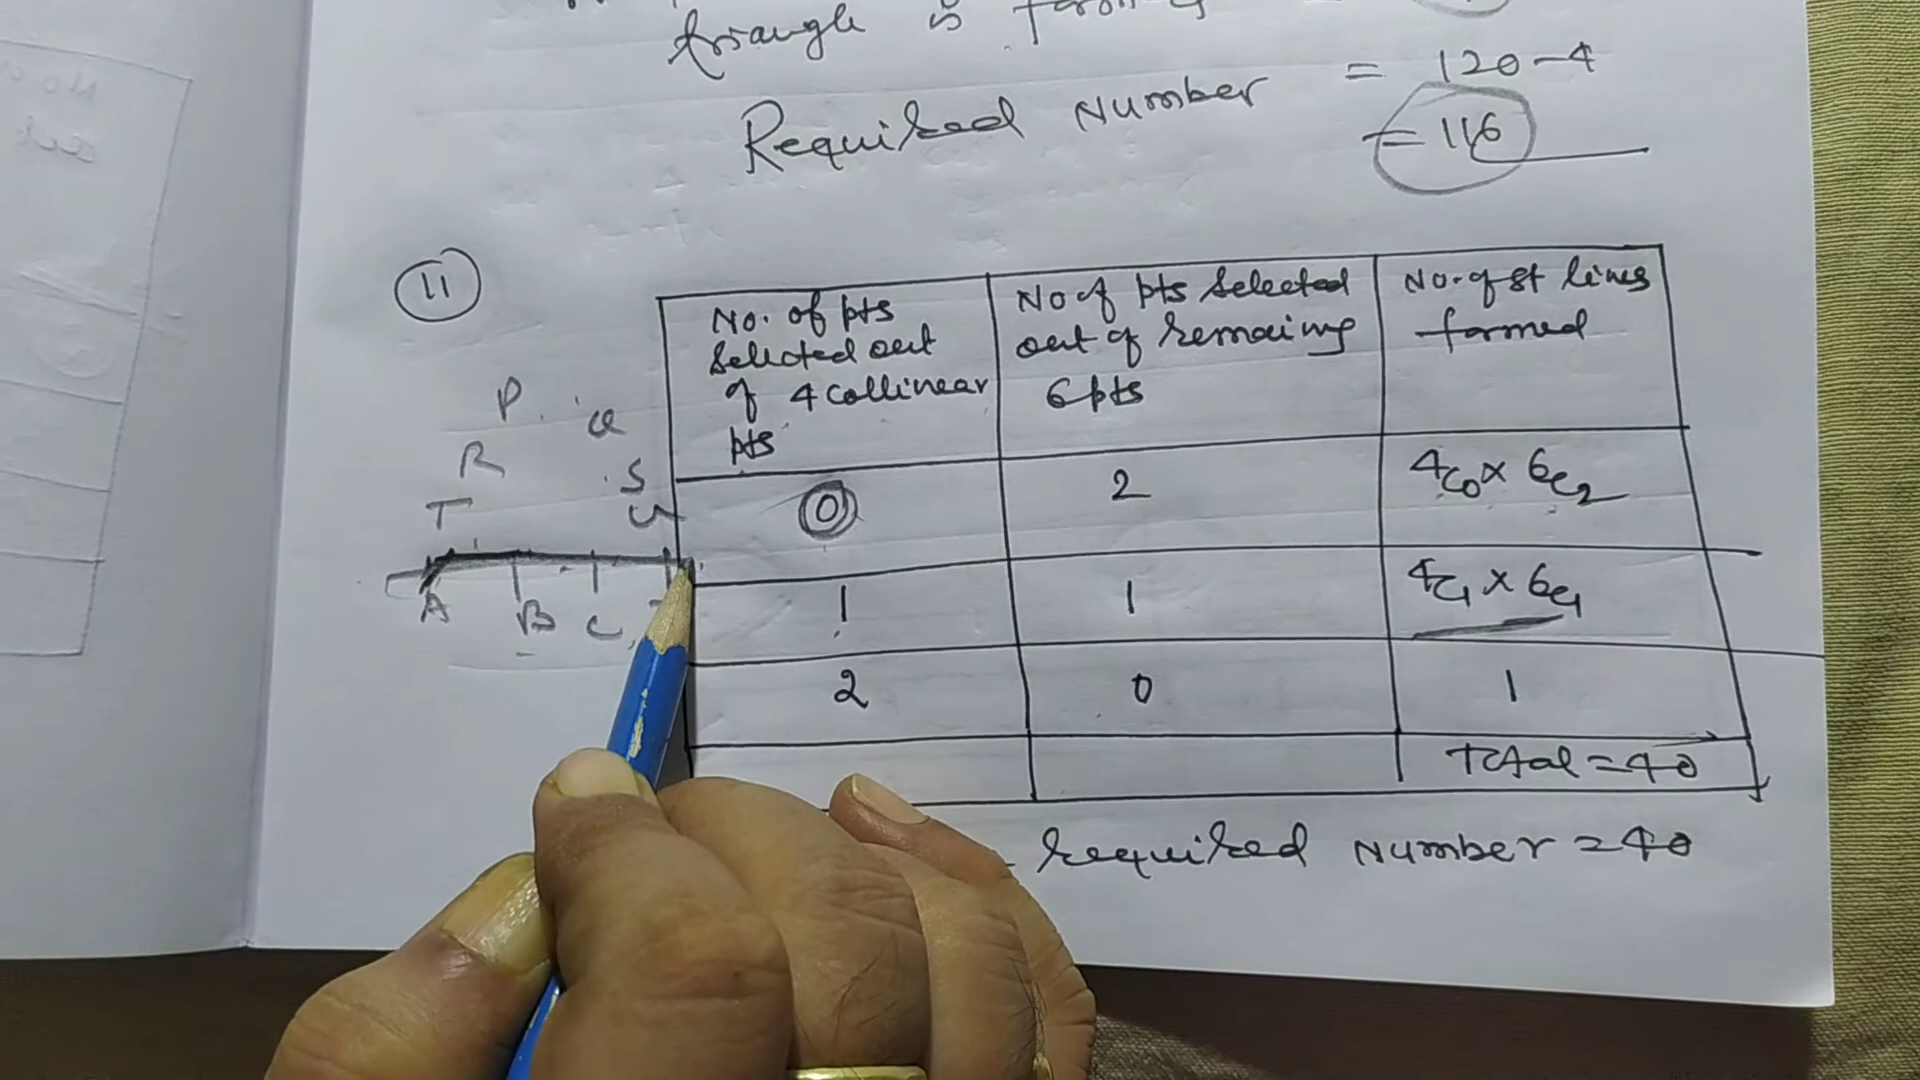 triangle is
Required Number = 120-4
= 116
11
No. of pts
Selected out
of 4 collinear
pts
No of pts selected
out of remaining
6 pts
No. of st lines
formed
0
2
4C0 x 6C2
1
1
4C1 x 6C1
2
0
1
Total = 40
P. Q
R
.S
T U
A B C
required Number = 40